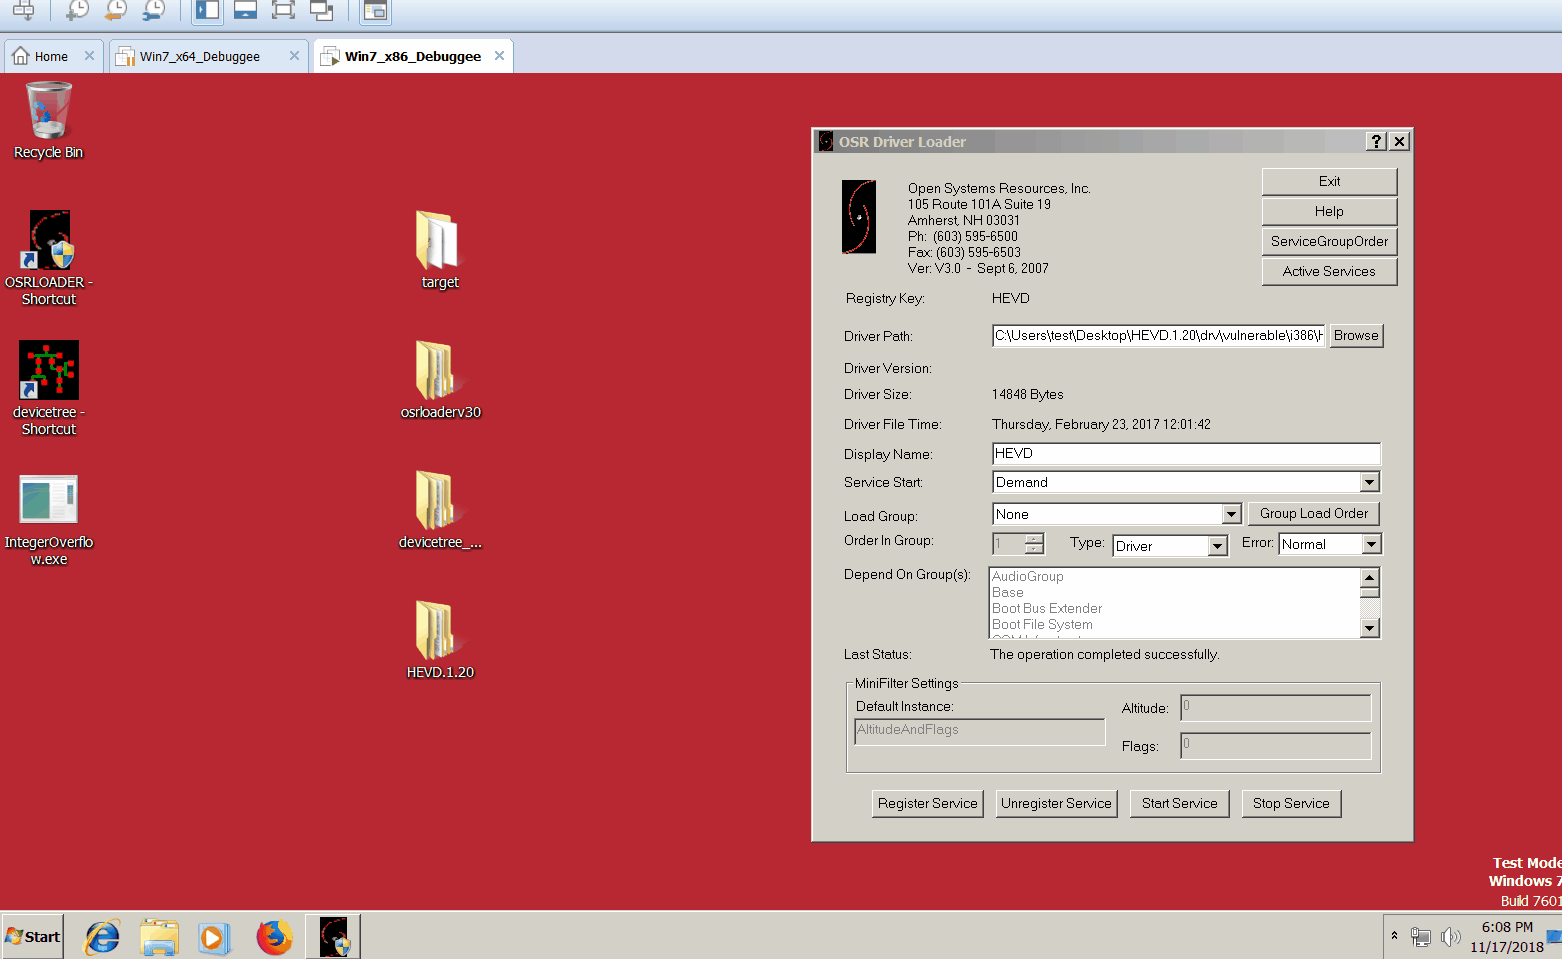 Home
Win7_x64_Debuggee
Win7_x86_Debuggee
Recycle Bin
OSRLOADER -
Shortcut
devicetree -
Shortcut
IntegerOverflo
w.exe
target
osrloaderv30
devicetree_...
HEVD.1.20
OSR Driver Loader
Open Systems Resources, Inc.
105 Route 101A Suite 19
Amherst, NH 03031
Ph: (603) 595-6500
Fax: (603) 595-6503
Ver: V3.0 - Sept 6, 2007
Exit
Help
ServiceGroupOrder
Active Services
Registry Key: HEVD
Driver Path: C:\Users\test\Desktop\HEVD.1.20\drv\vulnerable\i386\H Browse
Driver Version:
Driver Size: 14848 Bytes
Driver File Time: Thursday, February 23, 2017 12:01:42
Display Name: HEVD
Service Start: Demand
Load Group: None Group Load Order
Order In Group: 1 Type: Driver Error: Normal
Depend On Group(s): AudioGroup
Base
Boot Bus Extender
Boot File System
Last Status: The operation completed successfully.
MiniFilter Settings
Default Instance:
AltitudeAndFlags
Altitude: 0
Flags: 0
Register Service Unregister Service Start Service Stop Service
Test Mode
Windows 7
Build 7601
Start
6:08 PM
11/17/2018